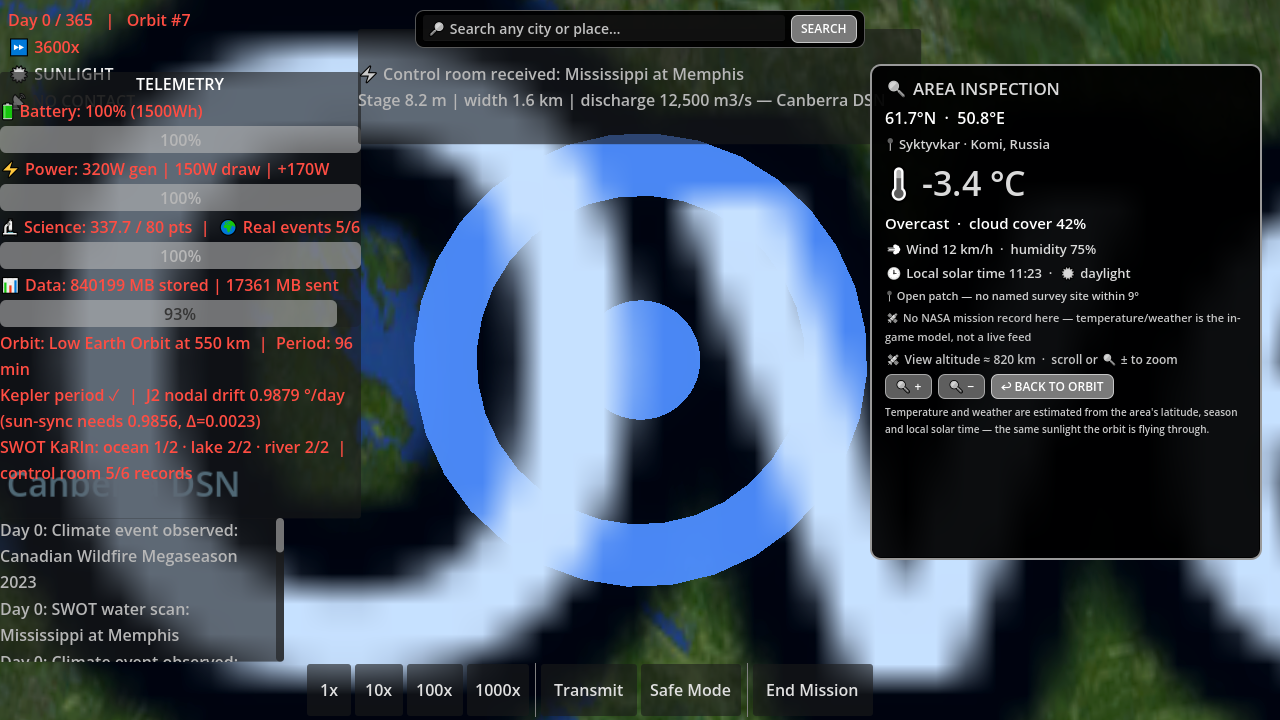 Day 0 / 365 | Orbit #7
⏩ 3600x
SUNLIGHT
NO CONTACT
TELEMETRY
Battery: 100% (1500Wh)
100%
⚡ Power: 320W gen | 150W draw | +170W
100%
Science: 337.7 / 80 pts | Real events 5/6
100%
Data: 840199 MB stored | 17361 MB sent
93%
Orbit: Low Earth Orbit at 550 km | Period: 96
min
Kepler period ✓ | J2 nodal drift 0.9879 °/day
(sun-sync needs 0.9856, Δ=0.0023)
SWOT KaRIn: ocean 1/2 · lake 2/2 · river 2/2 |
control room 5/6 records
Canberra DSN
Day 0: Climate event observed:
Canadian Wildfire Megaseason
2023
Day 0: SWOT water scan:
Mississippi at Memphis
Day 0: Climate event observed:
Search any city or place...
SEARCH
⚡ Control room received: Mississippi at Memphis
Stage 8.2 m | width 1.6 km | discharge 12,500 m3/s — Canberra DSN
AREA INSPECTION
61.7°N · 50.8°E
Syktyvkar · Komi, Russia
-3.4 °C
Overcast · cloud cover 42%
Wind 12 km/h · humidity 75%
Local solar time 11:23 · daylight
Open patch — no named survey site within 9°
No NASA mission record here — temperature/weather is the in-
game model, not a live feed
View altitude ≈ 820 km · scroll or 🔍 ± to zoom
🔍 + 🔍 − ↩ BACK TO ORBIT
Temperature and weather are estimated from the area's latitude, season
and local solar time — the same sunlight the orbit is flying through.
1x 10x 100x 1000x Transmit Safe Mode End Mission